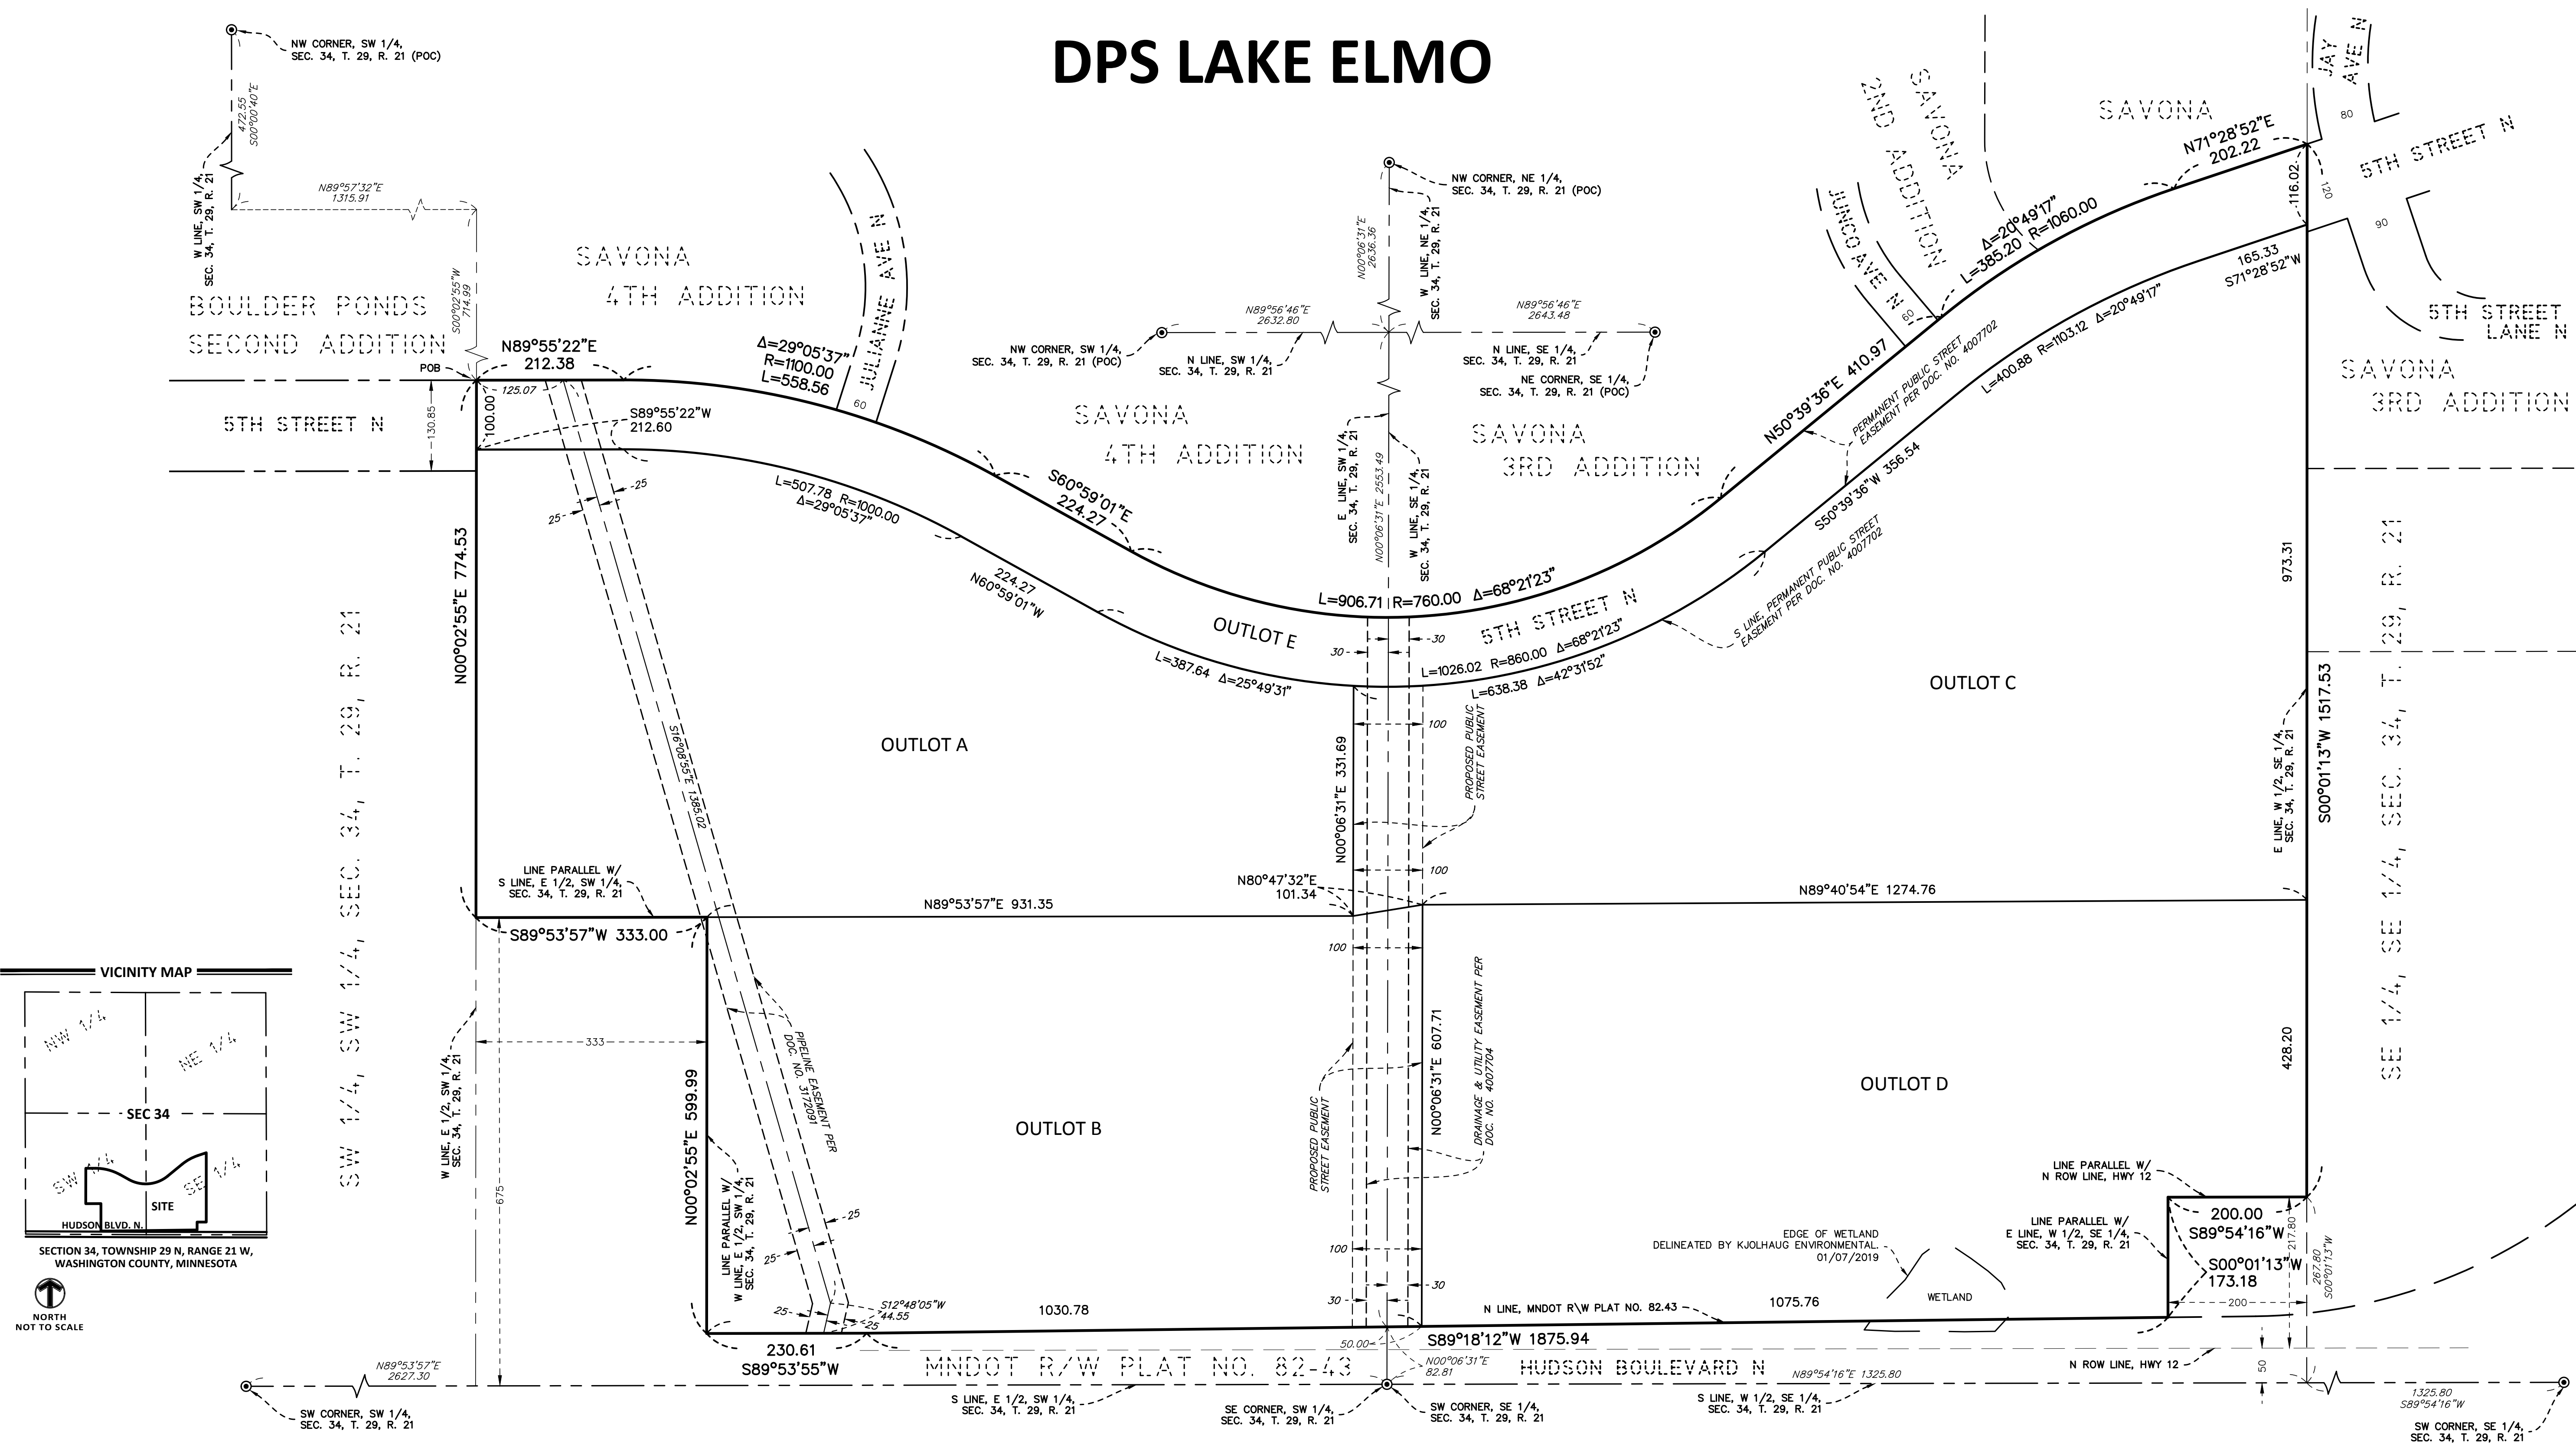 DPS LAKE ELMO
NW CORNER, SW 1/4,
SEC. 34, T. 29, R. 21 (POC)
472.55
S00°00'40"E
W LINE, SW 1/4,
SEC. 34, T. 29, R. 21
N89°57'32"E
1315.91
S00°02'55"W
714.99
BOULDER PONDS
SECOND ADDITION
SAVONA
4TH ADDITION
JULIANNE AVE N
60
POB
N89°55'22"E
212.38
125.07
100.00
130.85
5TH STREET N
S89°55'22"W
212.60
Δ=29°05'37"
R=1100.00
L=558.56
L=507.78 R=1000.00
Δ=29°05'37"
25
25
S60°59'01"E
224.27
224.27
N60°59'01"W
NW CORNER, NE 1/4,
SEC. 34, T. 29, R. 21 (POC)
N00°06'31"E
2636.36
W LINE, NE 1/4,
SEC. 34, T. 29, R. 21
N89°56'46"E
2632.80
N89°56'46"E
2643.48
NW CORNER, SW 1/4,
SEC. 34, T. 29, R. 21 (POC)
N LINE, SW 1/4,
SEC. 34, T. 29, R. 21
N LINE, SE 1/4,
SEC. 34, T. 29, R. 21
NE CORNER, SE 1/4,
SEC. 34, T. 29, R. 21 (POC)
SAVONA
4TH ADDITION
SAVONA
3RD ADDITION
E LINE, SW 1/4,
SEC. 34, T. 29, R. 21
N00°06'31"E 2553.49
W LINE, SE 1/4,
SEC. 34, T. 29, R. 21
SAVONA
2ND ADDITION
SAVONA
JAY
AVE N
80
5TH STREET N
120
90
5TH STREET
LANE N
SAVONA
3RD ADDITION
JUNCO AVE N
60
N71°28'52"E
202.22
116.02
165.33
S71°28'52"W
Δ=20°49'17"
L=385.20 R=1060.00
L=400.88 R=1103.12 Δ=20°49'17"
N50°39'36"E 410.97
PERMANENT PUBLIC STREET
EASEMENT PER DOC. NO. 4007702
S50°39'36"W 356.54
S LINE, PERMANENT PUBLIC STREET
EASEMENT PER DOC. NO. 4007702
L=906.71 R=760.00 Δ=68°21'23"
OUTLOT E
5TH STREET N
30
30
L=1026.02 R=860.00 Δ=68°21'23"
L=387.64 Δ=25°49'31"
L=638.38 Δ=42°31'52"
N00°02'55"E 774.53
SW 1/4, SW 1/4, SEC. 34, T. 29, R. 21
S16°08'55"E 1385.02
OUTLOT A
OUTLOT C
100
N00°06'31"E 331.69
PROPOSED PUBLIC
STREET EASEMENT
973.31
E LINE, W 1/2, SE 1/4,
SEC. 34, T. 29, R. 21
S00°01'13"W 1517.53
SE 1/4, SE 1/4, SEC. 34, T. 29, R. 21
LINE PARALLEL W/
S LINE, E 1/2, SW 1/4,
SEC. 34, T. 29, R. 21
S89°53'57"W 333.00
N89°53'57"E 931.35
N80°47'32"E
101.34
100
N89°40'54"E 1274.76
100
VICINITY MAP
NW 1/4
NE 1/4
SEC 34
SW 1/4
SE 1/4
SITE
HUDSON BLVD. N.
SECTION 34, TOWNSHIP 29 N, RANGE 21 W,
WASHINGTON COUNTY, MINNESOTA
NORTH
NOT TO SCALE
333
W LINE, E 1/2, SW 1/4,
SEC. 34, T. 29, R. 21
675
PIPELINE EASEMENT PER
DOC. NO. 3172091
N00°02'55"E 599.99
LINE PARALLEL W/
W LINE, E 1/2, SW 1/4,
SEC. 34, T. 29, R. 21
OUTLOT B
PROPOSED PUBLIC
STREET EASEMENT
N00°06'31"E 607.71
DRAINAGE & UTILITY EASEMENT PER
DOC. NO. 4007704
OUTLOT D
428.20
25
25
100
25
25
S12°48'05"W
44.55
30
30
1030.78
N LINE, MNDOT R\W PLAT NO. 82.43
1075.76
EDGE OF WETLAND
DELINEATED BY KJOLHAUG ENVIRONMENTAL.
01/07/2019
WETLAND
LINE PARALLEL W/
N ROW LINE, HWY 12
LINE PARALLEL W/
E LINE, W 1/2, SE 1/4,
SEC. 34, T. 29, R. 21
200.00
S89°54'16"W
S00°01'13"W
173.18
217.80
267.80
S00°01'13"W
200
230.61
S89°53'55"W
50.00
S89°18'12"W 1875.94
N00°06'31"E
82.81
MNDOT R/W PLAT NO. 82-43
HUDSON BOULEVARD N
N ROW LINE, HWY 12
50
N89°53'57"E
2627.30
N89°54'16"E 1325.80
1325.80
S89°54'16"W
SW CORNER, SW 1/4,
SEC. 34, T. 29, R. 21
S LINE, E 1/2, SW 1/4,
SEC. 34, T. 29, R. 21
SE CORNER, SW 1/4,
SEC. 34, T. 29, R. 21
SW CORNER, SE 1/4,
SEC. 34, T. 29, R. 21
S LINE, W 1/2, SE 1/4,
SEC. 34, T. 29, R. 21
SW CORNER, SE 1/4,
SEC. 34, T. 29, R. 21